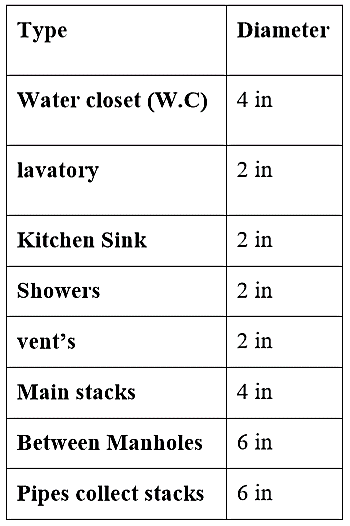 Type Diameter
Water closet (W.C) 4 in
lavatory 2 in
Kitchen Sink 2 in
Showers 2 in
vent’s 2 in
Main stacks 4 in
Between Manholes 6 in
Pipes collect stacks 6 in